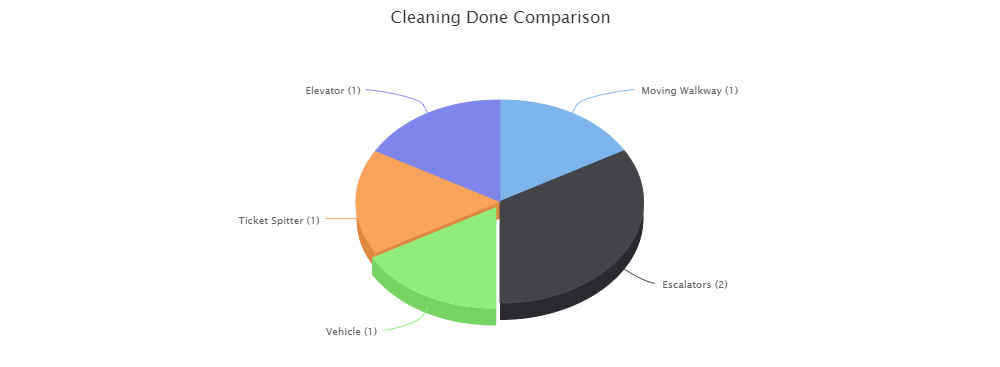 Cleaning Done Comparison
Elevator (1)
Moving Walkway (1)
Ticket Spitter (1)
Escalators (2)
Vehicle (1)